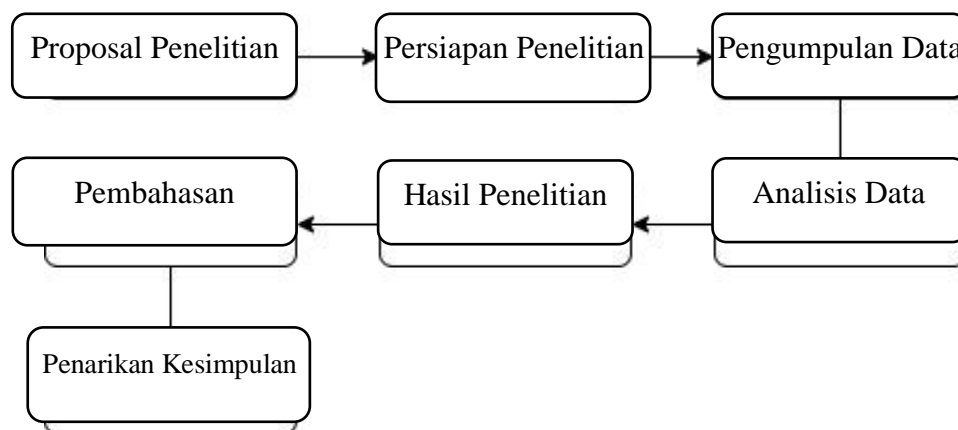 Proposal Penelitian
Persiapan Penelitian
Pengumpulan Data
Analisis Data
Hasil Penelitian
Pembahasan
Penarikan Kesimpulan